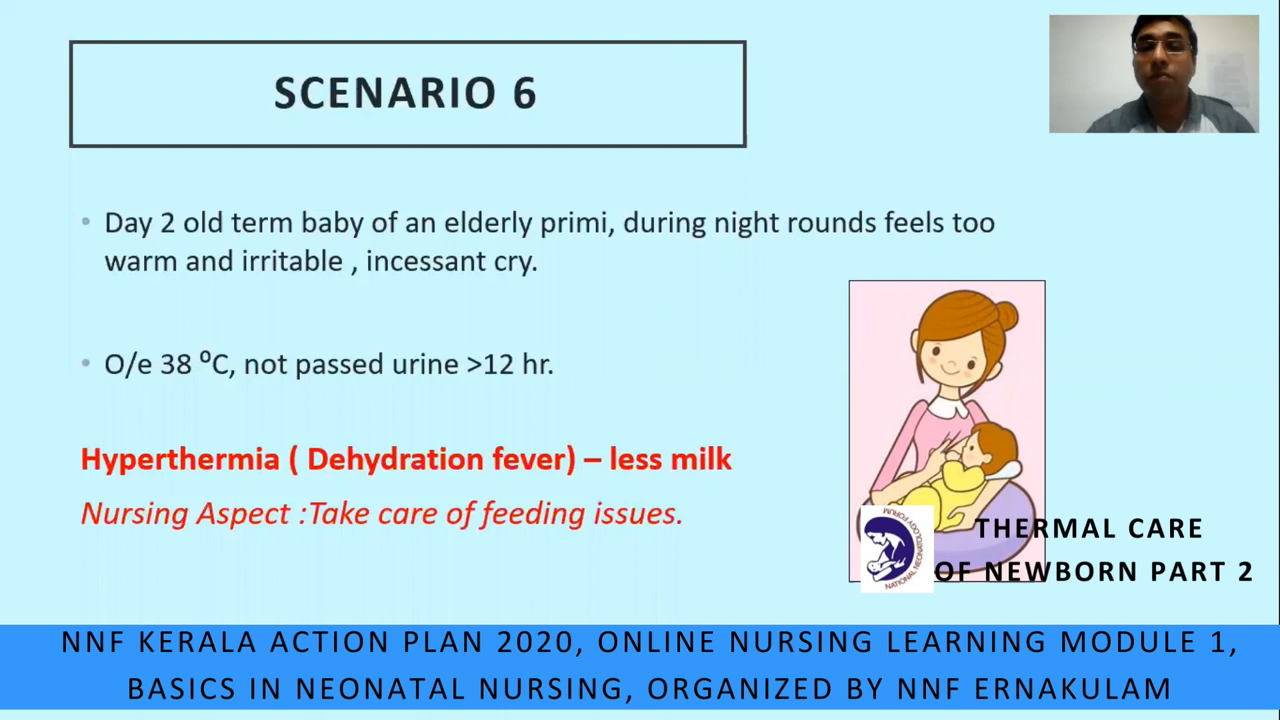 SCENARIO 6
• Day 2 old term baby of an elderly primi, during night rounds feels too
warm and irritable , incessant cry.
• O/e 38 ⁰C, not passed urine >12 hr.
Hyperthermia ( Dehydration fever) – less milk
Nursing Aspect :Take care of feeding issues.
NATIONAL NEONATOLOGY FORUM
THERMAL CARE
OF NEWBORN PART 2
NNF KERALA ACTION PLAN 2020, ONLINE NURSING LEARNING MODULE 1,
BASICS IN NEONATAL NURSING, ORGANIZED BY NNF ERNAKULAM